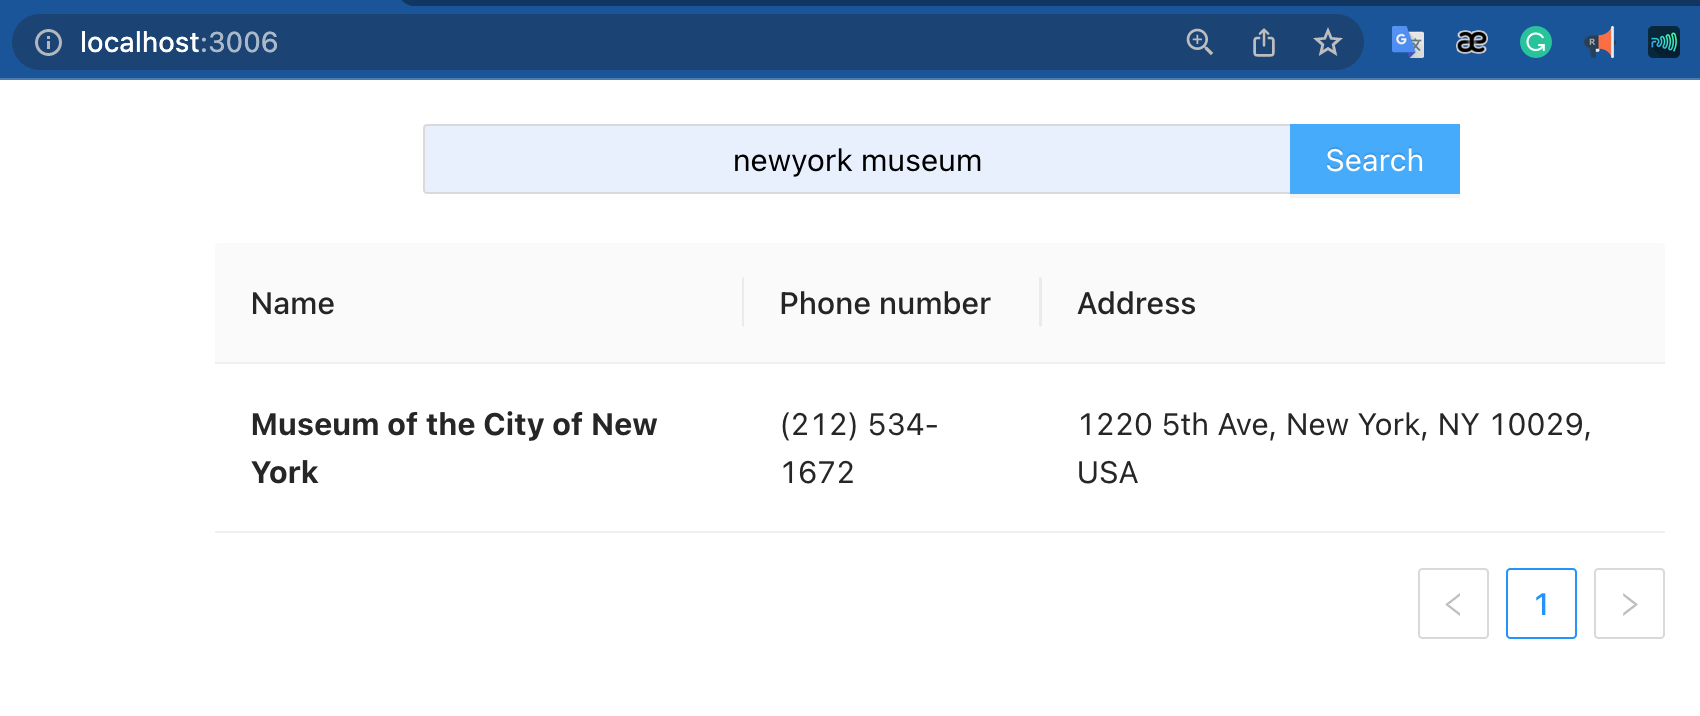 localhost:3006
newyork museum
Search
Name
Phone number
Address
Museum of the City of New
York
(212) 534-
1672
1220 5th Ave, New York, NY 10029,
USA
< 1 >